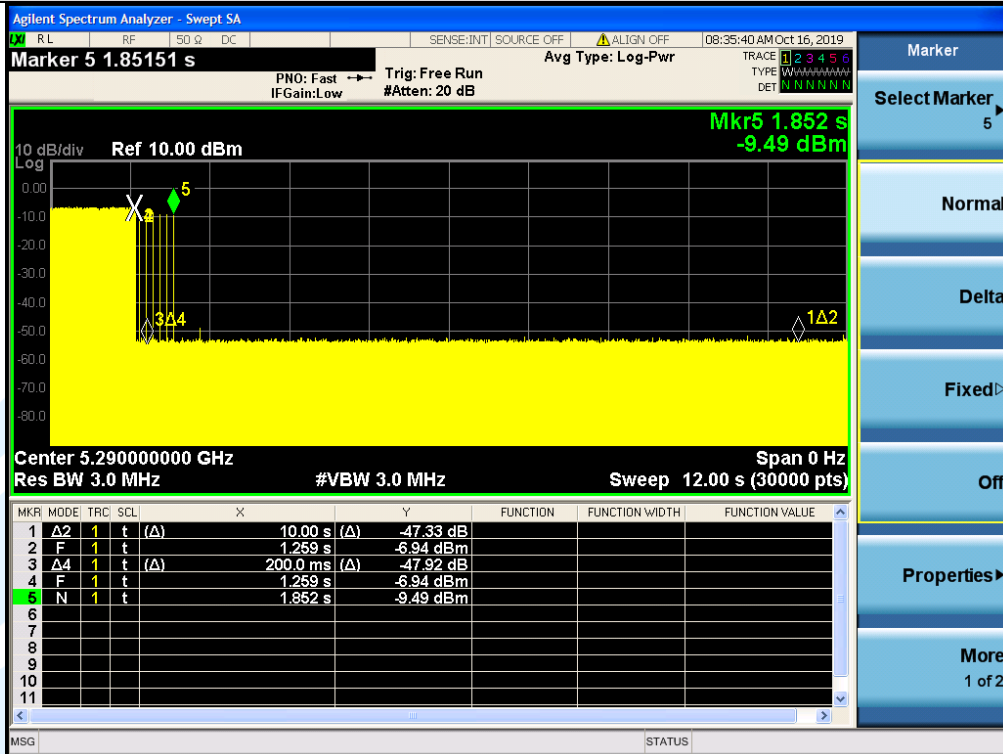 Agilent Spectrum Analyzer - Swept SA
LXI RL RF 50 Ω DC SENSE:INT SOURCE OFF ALIGN OFF 08:35:40 AM Oct 16, 2019
Marker 5 1.85151 s
Avg Type: Log-Pwr
TRACE 1 2 3 4 5 6
PNO: Fast Trig: Free Run
TYPE WWWWWW
IFGain:Low #Atten: 20 dB
DET N N N N N N
Mkr5 1.852 s
-9.49 dBm
10 dB/div Ref 10.00 dBm
Log
0.00
-10.0
-20.0
-30.0
-40.0
-50.0
-60.0
-70.0
-80.0
5
3Δ4
1Δ2
Center 5.290000000 GHz Span 0 Hz
Res BW 3.0 MHz #VBW 3.0 MHz Sweep 12.00 s (30000 pts)
MKR MODE TRC SCL X Y FUNCTION FUNCTION WIDTH FUNCTION VALUE
1 Δ2 1 t (Δ) 10.00 s (Δ) -47.33 dB
2 F 1 t 1.259 s -6.94 dBm
3 Δ4 1 t (Δ) 200.0 ms (Δ) -47.92 dB
4 F 1 t 1.259 s -6.94 dBm
5 N 1 t 1.852 s -9.49 dBm
6
7
8
9
10
11
MSG STATUS
Marker
Select Marker
5
Normal
Delta
Fixed
Off
Properties
More
1 of 2